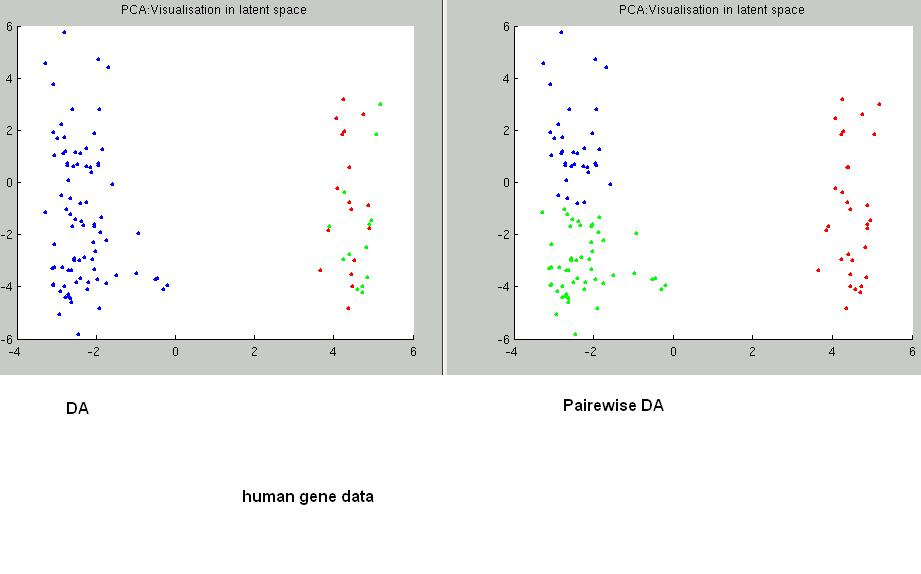 PCA:Visualisation in latent space
6
4
2
0
-2
-4
-6
-4 -2 0 2 4 6
PCA:Visualisation in latent space
6
4
2
0
-2
-4
-6
-4 -2 0 2 4 6
DA
Pairewise DA
human gene data